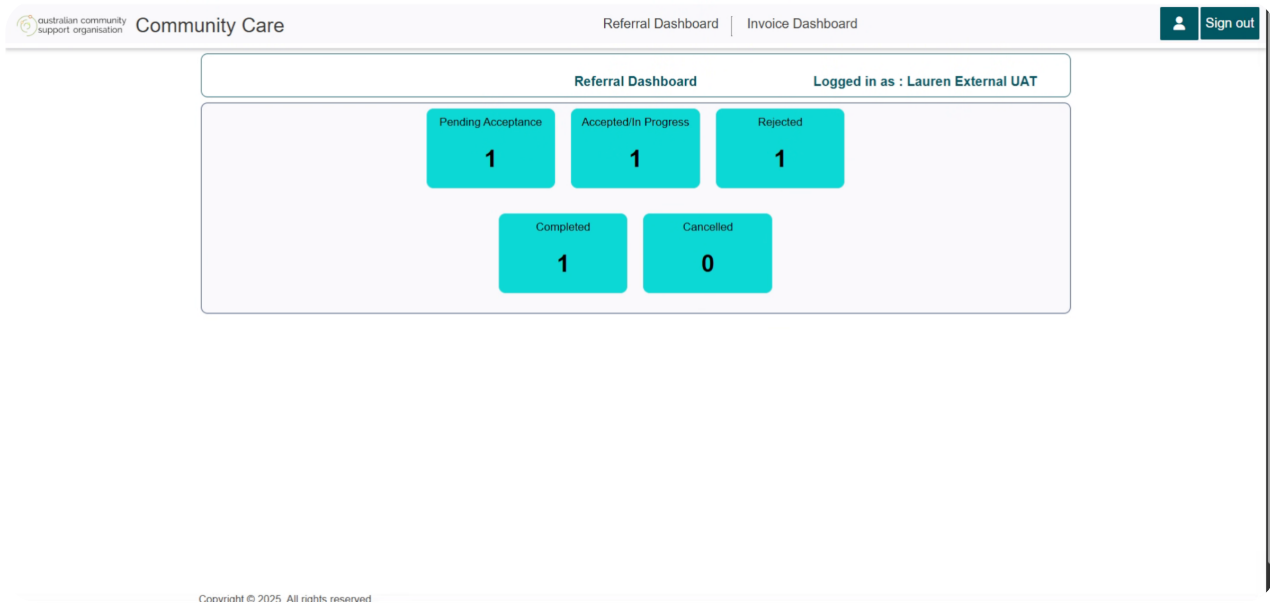 australian community
support organisation
Community Care
Referral Dashboard
Invoice Dashboard
Sign out
Referral Dashboard
Logged in as : Lauren External UAT
Pending Acceptance
1
Accepted/In Progress
1
Rejected
1
Completed
1
Cancelled
0
Copyright © 2025. All rights reserved.